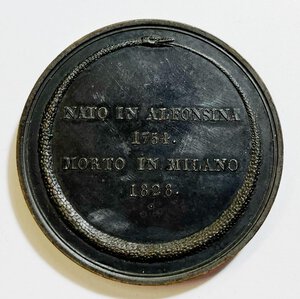 NATO IN ALFONSINA
1754.
MORTO IN MILANO
1828.